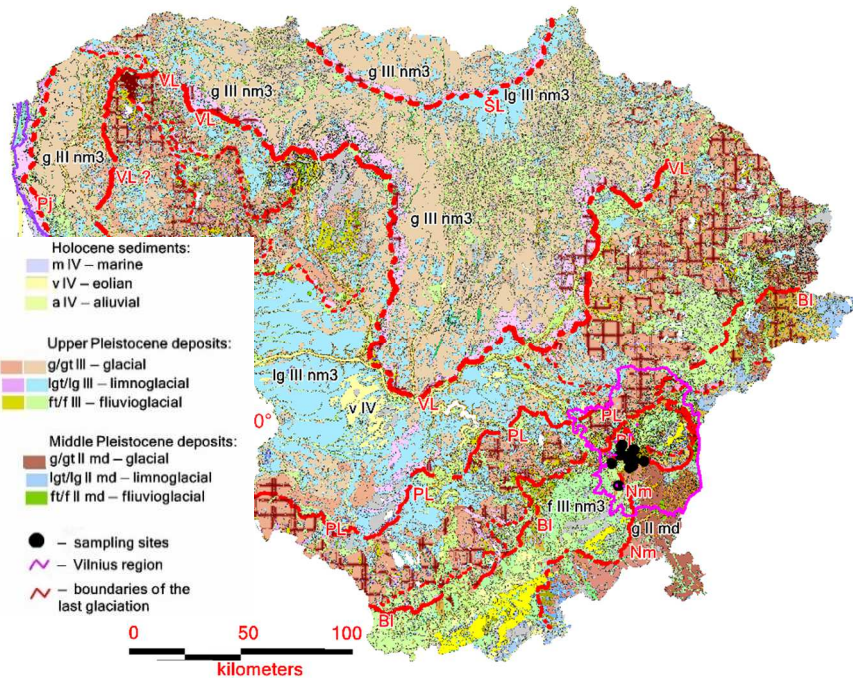 g III nm3
VL
g III nm3
lg III nm3
ŠL
VL
g III nm3
VL ?
VL
Pj
g III nm3
Bl
lg III nm3
v IV
VL
0°
PL
PL
Bl
PL
Nm
f III nm3
PL
Bl
g II md
Nm
Bl
Holocene sediments:
m IV – marine
v IV – eolian
a IV – aliuvial
Upper Pleistocene deposits:
g/gt III – glacial
lgt/lg III – limnoglacial
ft/f III – fliuvioglacial
Middle Pleistocene deposits:
g/gt II md – glacial
lgt/lg II md – limnoglacial
ft/f II md – fliuvioglacial
– sampling sites
– Vilnius region
– boundaries of the
last glaciation
0 50 100
kilometers